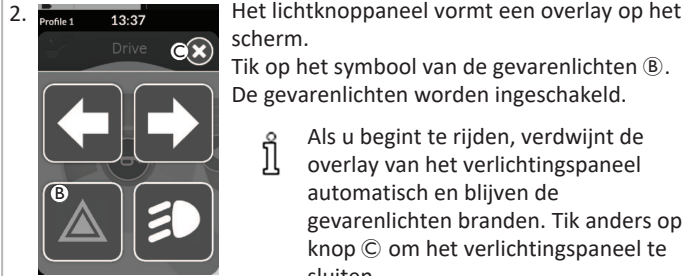 2.
Profile 1 13:37
Drive Ⓒ
Ⓑ
Het lichtknoppaneel vormt een overlay op het
scherm.
Tik op het symbool van de gevarenlichten Ⓑ.
De gevarenlichten worden ingeschakeld.
Als u begint te rijden, verdwijnt de
overlay van het verlichtingspaneel
automatisch en blijven de
gevarenlichten branden. Tik anders op
knop Ⓒ om het verlichtingspaneel te
sluiten